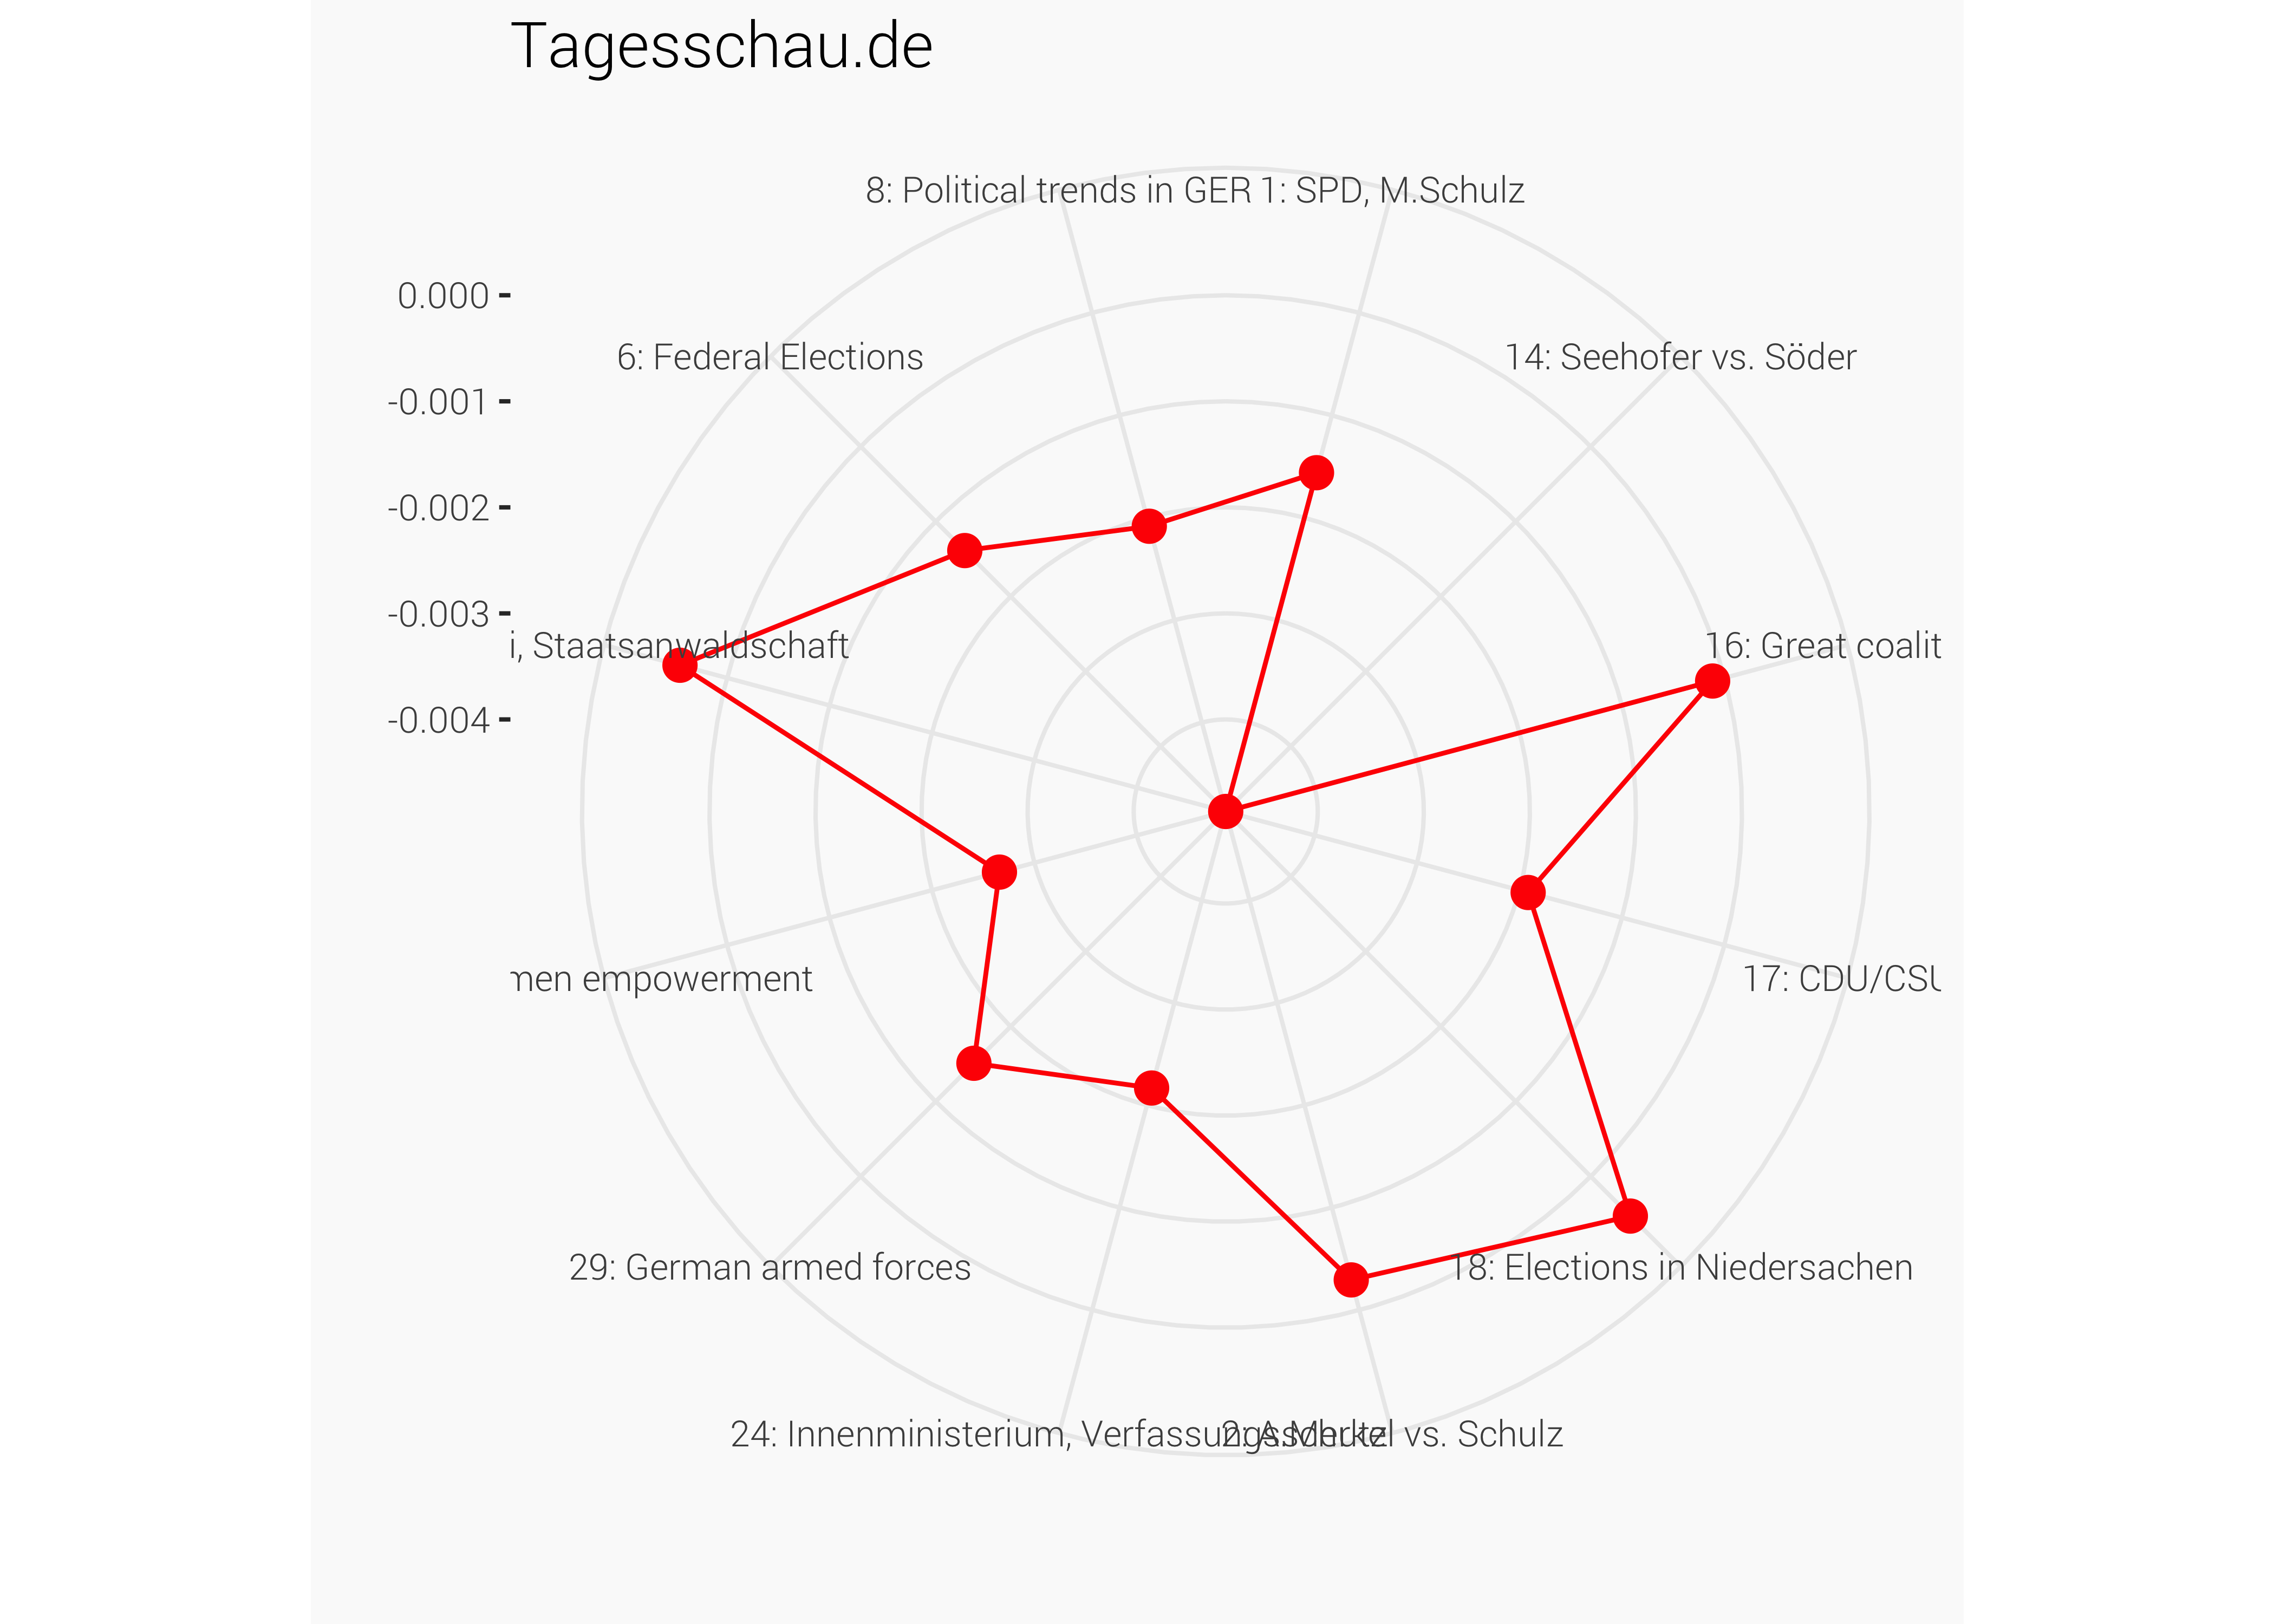 Tagesschau.de
8: Political trends in GER
1: SPD, M.Schulz
0.000
6: Federal Elections
14: Seehofer vs. Söder
-0.001
-0.002
-0.003
i, Staatsanwaldschaft
16: Great coalit
-0.004
men empowerment
17: CDU/CSU
29: German armed forces
18: Elections in Niedersachen
24: Innenministerium, Verfassungsschutz
2: A.Merkel vs. Schulz